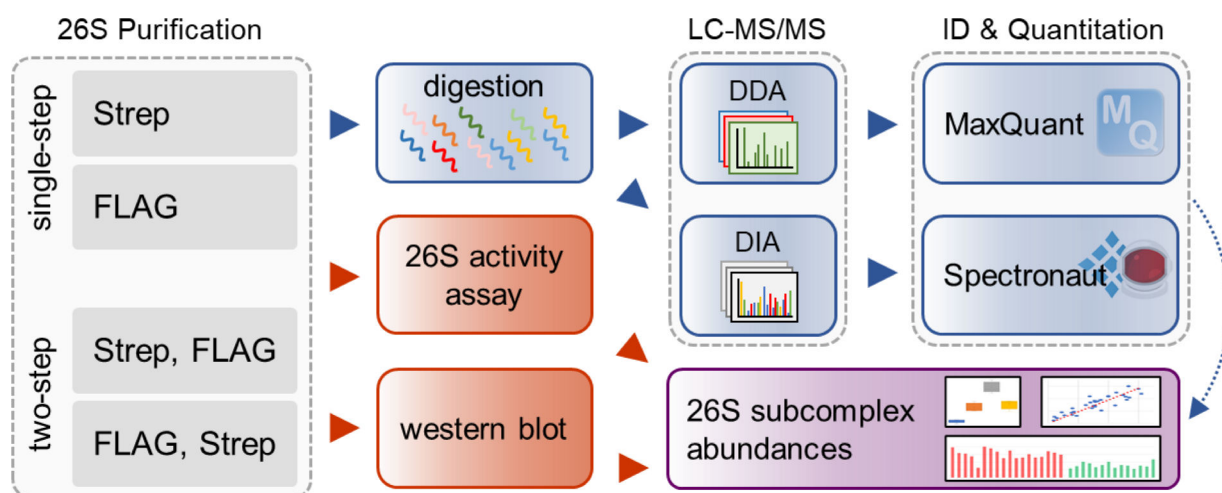 26S Purification
LC-MS/MS
ID & Quantitation
single-step
Strep
FLAG
two-step
Strep, FLAG
FLAG, Strep
digestion
26S activity
assay
western blot
DDA
DIA
MaxQuant
M
Q
Spectronaut
26S subcomplex
abundances